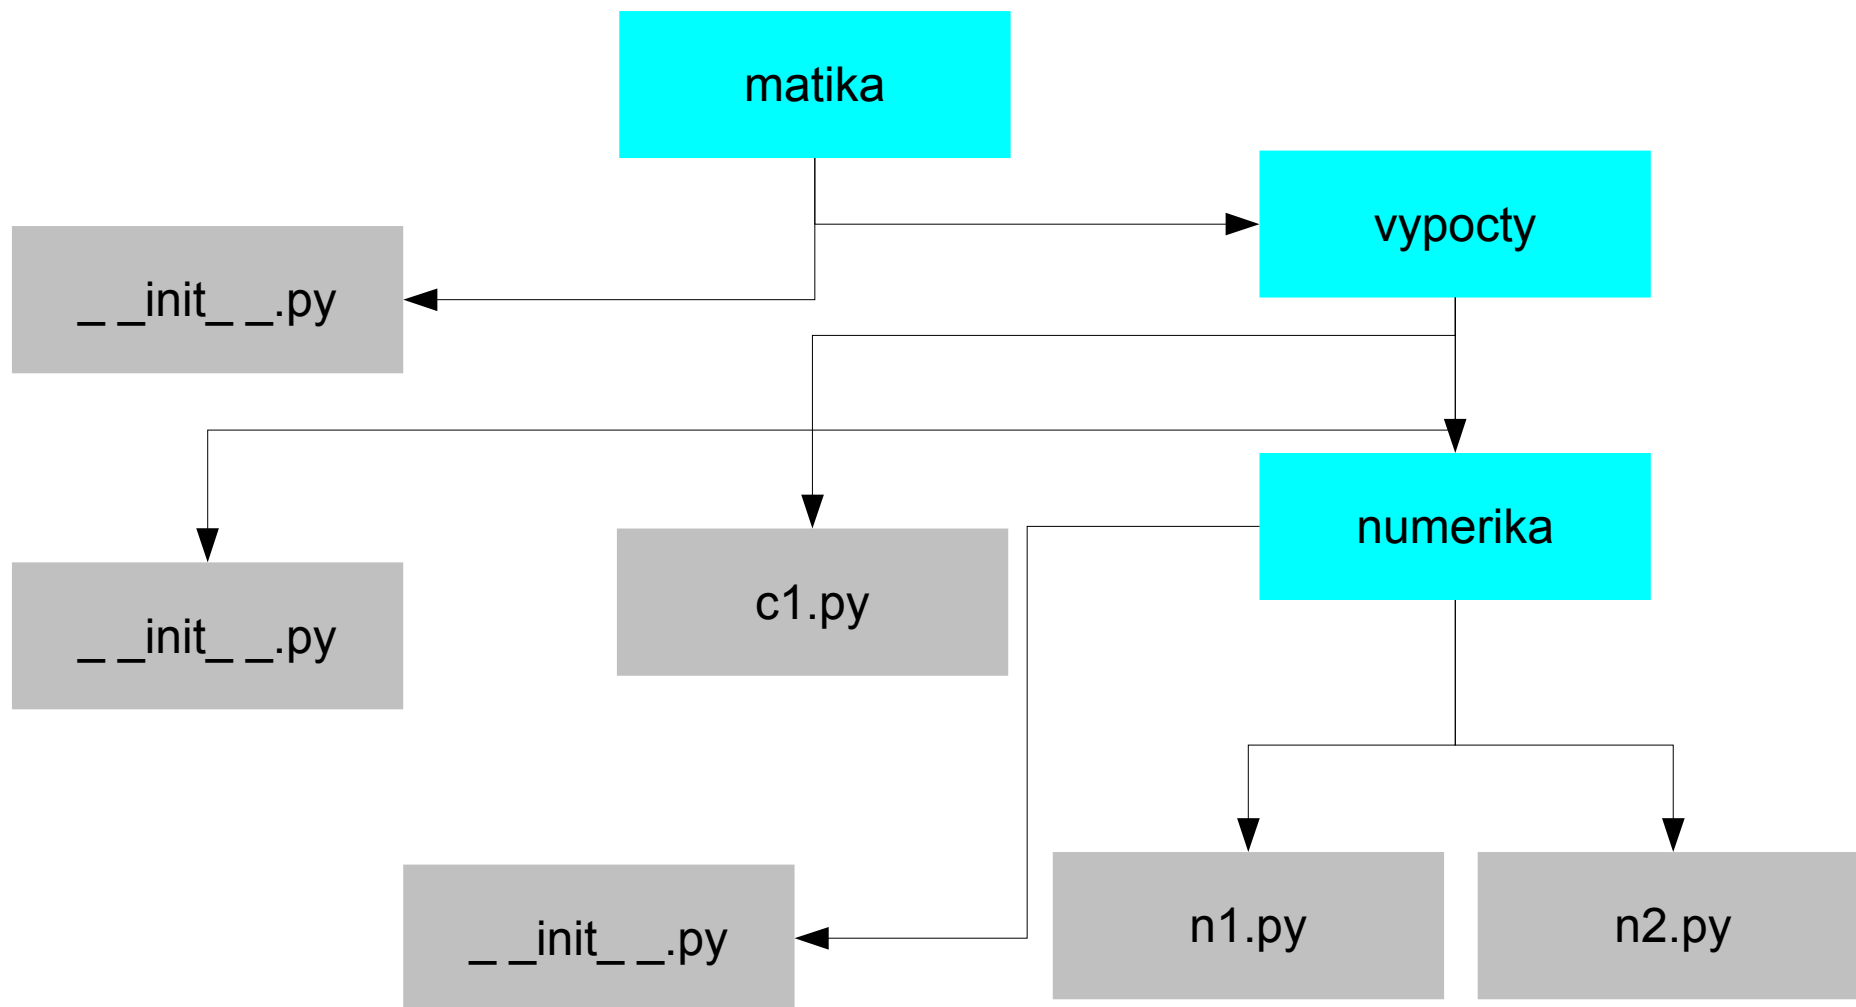 matika
vypocty
_ _init_ _.py
numerika
c1.py
_ _init_ _.py
n1.py
n2.py
_ _init_ _.py